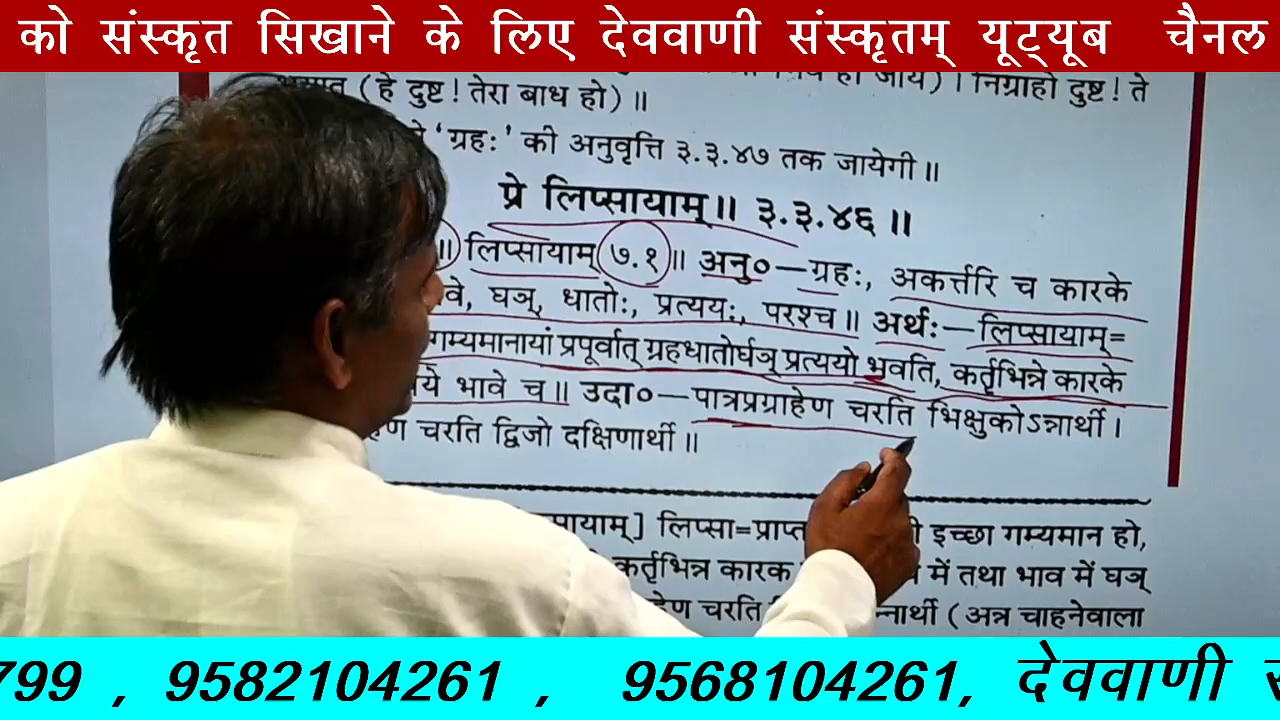 को संस्कृत सिखाने के लिए देववाणी संस्कृतम् यूट्यूब चैनल
(हे दुष्ट ! तेरा बाध हो) ॥ हो जाये) । निग्राहो दुष्ट ! ते
'ग्रहः' की अनुवृत्ति ३.३.४७ तक जायेगी ॥
प्रे लिप्सायाम् ॥ ३.३.४६ ॥
॥ लिप्सायाम् ७.१ ॥ अनु०—ग्रहः, अकर्त्तरि च कारके
घञ्, धातोः, प्रत्ययः, परश्च ॥ अर्थः—लिप्सायाम्=
गम्यमानायां प्रपूर्वात् ग्रहधातोर्घञ् प्रत्ययो भवति, कर्तृभिन्ने कारके
भावे च ॥ उदा०—पात्रप्रग्राहेण चरति भिक्षुकोऽन्नार्थी ।
चरति द्विजो दक्षिणार्थी ॥
लिप्सा= इच्छा गम्यमान हो,
कर्तृभिन्न कारक में तथा भाव में घञ्
चरति (अन्न चाहनेवाला
799 , 9582104261 , 9568104261, देववाणी